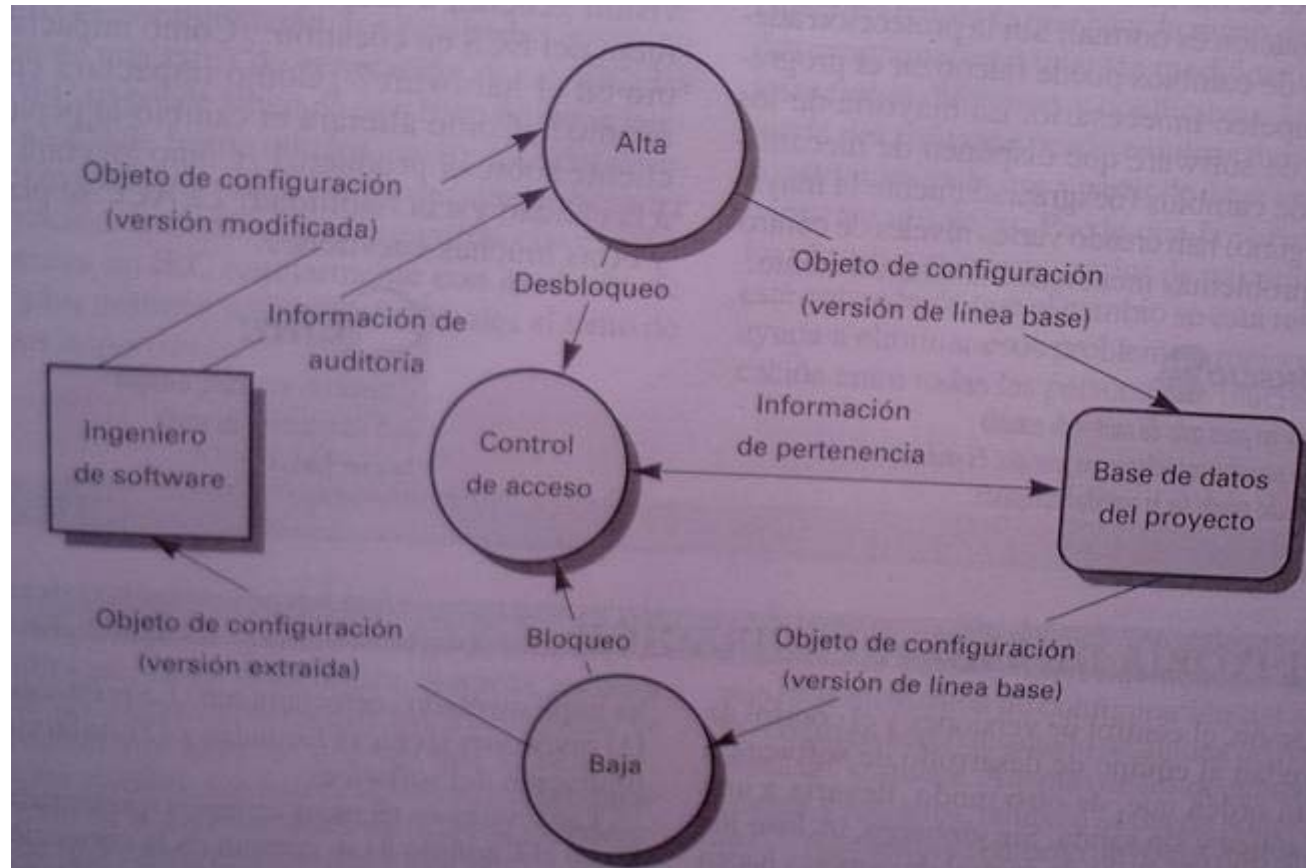 Alta
Objeto de configuración
(versión modificada)
Desbloqueo
Objeto de configuración
(versión de línea base)
Información de
auditoría
Ingeniero
de software
Control
de acceso
Información
de pertenencia
Base de datos
del proyecto
Objeto de configuración
(versión extraida)
Bloqueo
Objeto de configuración
(versión de línea base)
Baja